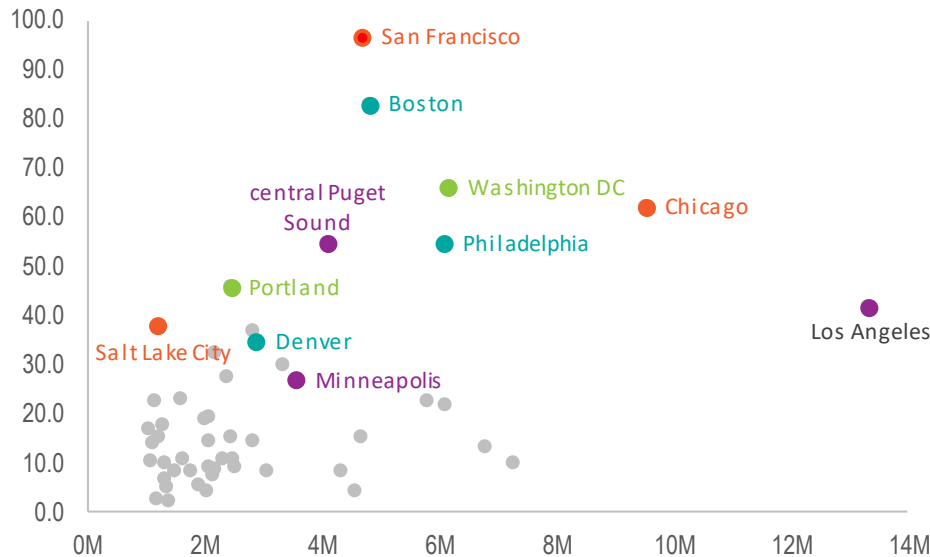 100.0
San Francisco
90.0
Boston
80.0
70.0
central Puget
Sound
Washington DC
Chicago
60.0
Philadelphia
50.0
Portland
40.0
Los Angeles
Salt Lake City
Denver
30.0
Minneapolis
20.0
10.0
0.0
0M 2M 4M 6M 8M 10M 12M 14M